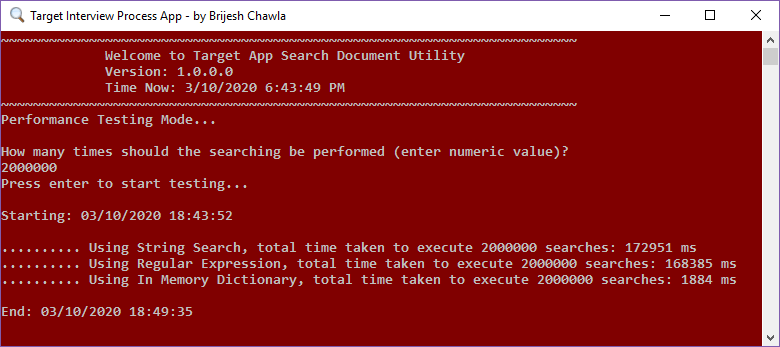 Target Interview Process App - by Brijesh Chawla
~~~~~~~~~~~~~~~~~~~~~~~~~~~~~~~~~~~~~~~~~~~~~~~~~~~~~~~~~~~~~~~~~~~~~~~~
Welcome to Target App Search Document Utility
Version: 1.0.0.0
Time Now: 3/10/2020 6:43:49 PM
~~~~~~~~~~~~~~~~~~~~~~~~~~~~~~~~~~~~~~~~~~~~~~~~~~~~~~~~~~~~~~~~~~~~~~~~
Performance Testing Mode...
How many times should the searching be performed (enter numeric value)?
2000000
Press enter to start testing...
Starting: 03/10/2020 18:43:52
.......... Using String Search, total time taken to execute 2000000 searches: 172951 ms
.......... Using Regular Expression, total time taken to execute 2000000 searches: 168385 ms
.......... Using In Memory Dictionary, total time taken to execute 2000000 searches: 1884 ms
End: 03/10/2020 18:49:35